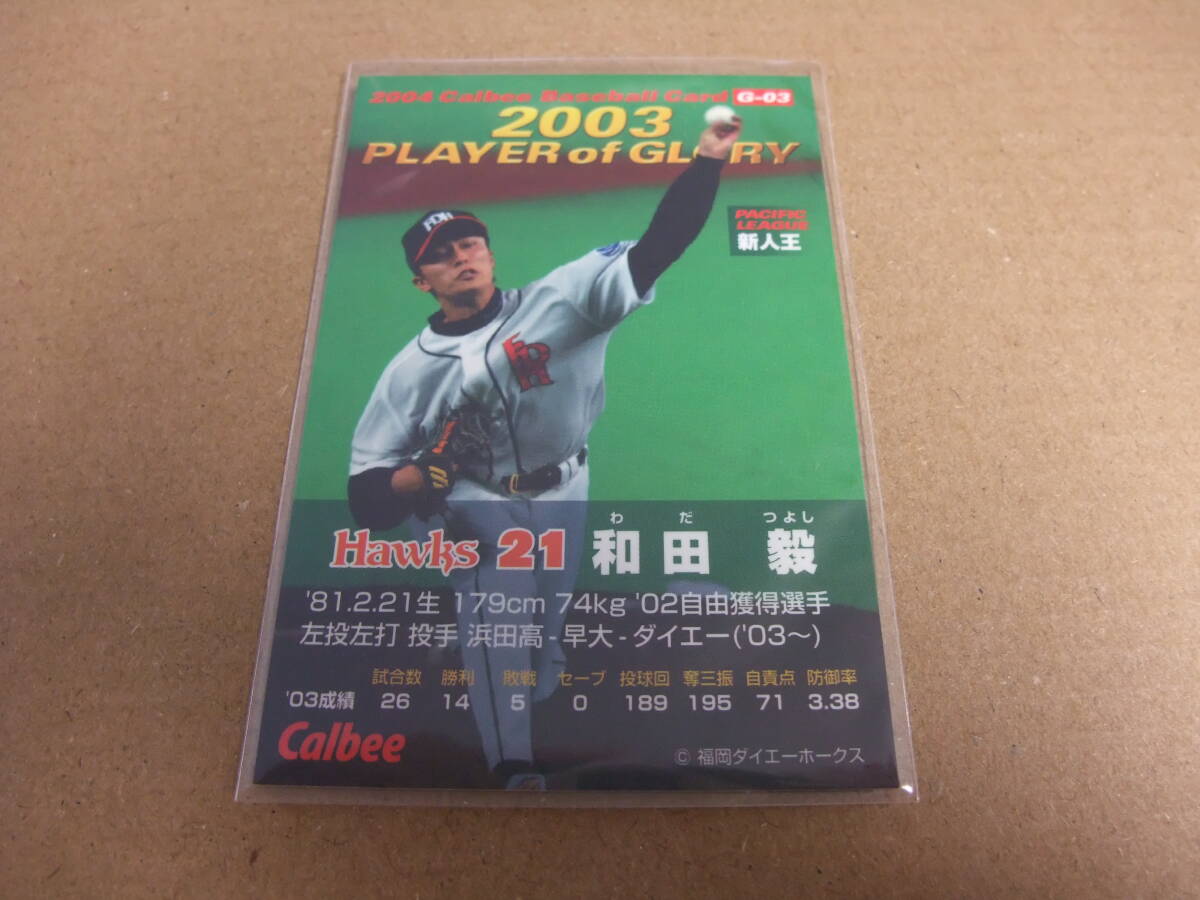 2004 Calbee Baseball Card G-03
2003
PLAYER of GLORY
PACIFIC
LEAGUE
新人王
FDH
FDH
わだ つよし
Hawks 21 和田 毅
'81.2.21生 179cm 74kg '02自由獲得選手
左投左打 投手 浜田高-早大-ダイエー('03～)
試合数 勝利 敗戦 セーブ 投球回 奪三振 自責点 防御率
'03成績 26 14 5 0 189 195 71 3.38
Calbee
© 福岡ダイエーホークス